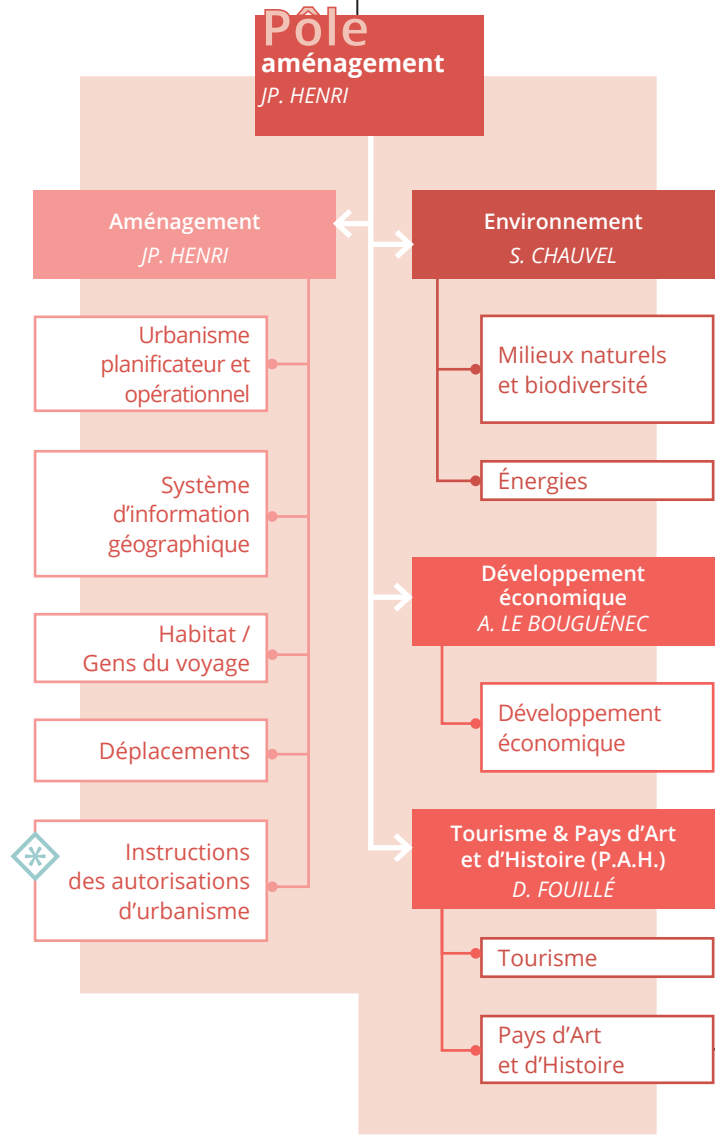 Pôle
aménagement
JP. HENRI
Aménagement
JP. HENRI
Urbanisme
planificateur et
opérationnel
Système
d'information
géographique
Habitat /
Gens du voyage
Déplacements
Instructions
des autorisations
d'urbanisme
Environnement
S. CHAUVEL
Milieux naturels
et biodiversité
Énergies
Développement
économique
A. LE BOUGUÉNEC
Développement
économique
Tourisme & Pays d'Art
et d'Histoire (P.A.H.)
D. FOUILLÉ
Tourisme
Pays d'Art
et d'Histoire